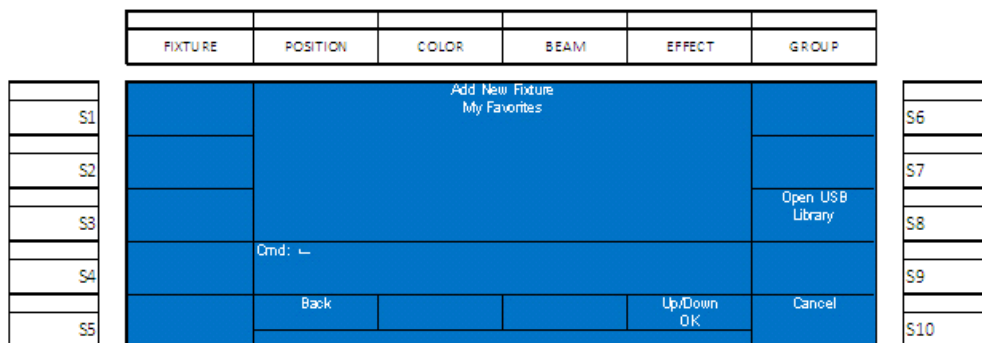 FIXTURE POSITION COLOR BEAM EFFECT GROUP
Add New Fixture
My Favorites
S1 S6
S2 S7
Open USB
Library
S3 S8
Cmd:
S4 S9
Back Up/Down Cancel
OK
S5 S10